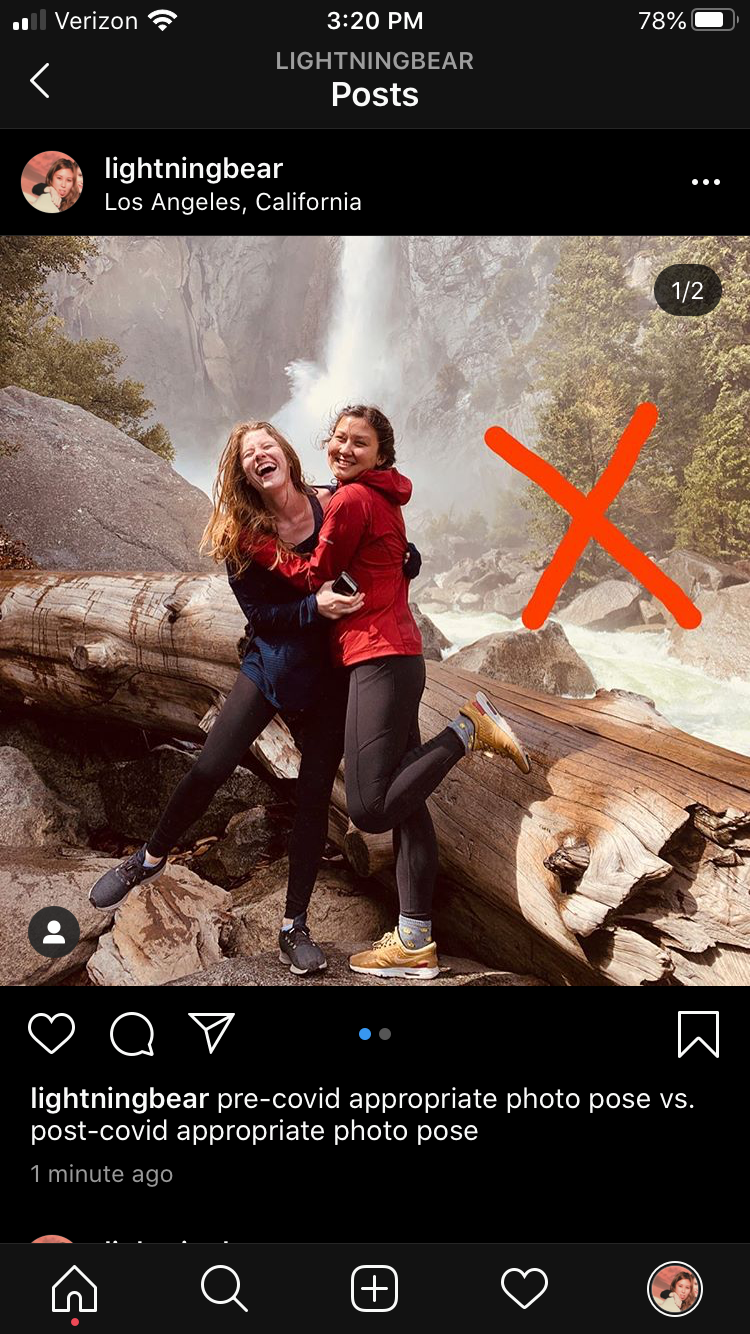 Verizon 3:20 PM 78%
LIGHTNINGBEAR
Posts
lightningbear
Los Angeles, California
1/2
lightningbear pre-covid appropriate photo pose vs.
post-covid appropriate photo pose
1 minute ago